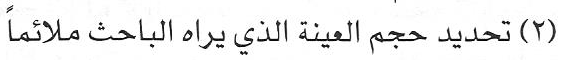 (٢) تحديد حجم العينة الذي يراه الباحث ملائماً